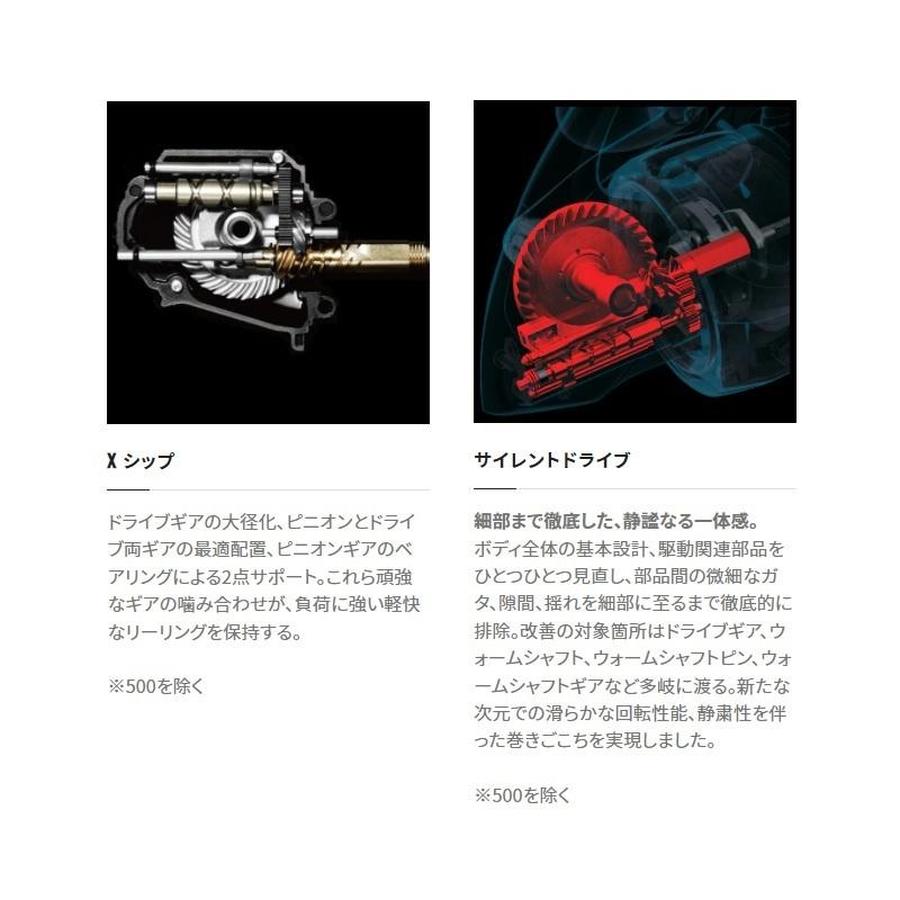 X シップ
ドライブギアの大径化、ピニオンとドライ
ブ両ギアの最適配置、ピニオンギアのベ
アリングによる2点サポート。これら頑強
なギアの噛み合わせが、負荷に強い軽快
なリーリングを保持する。
※500を除く
サイレントドライブ
細部まで徹底した、静謐なる一体感。
ボディ全体の基本設計、駆動関連部品を
ひとつひとつ見直し、部品間の微細なガ
タ、隙間、揺れを細部に至るまで徹底的に
排除。改善の対象箇所はドライブギア、ウ
ォームシャフト、ウォームシャフトピン、ウォ
ームシャフトギアなど多岐に渡る。新たな
次元での滑らかな回転性能、静粛性を伴
った巻きごこちを実現しました。
※500を除く